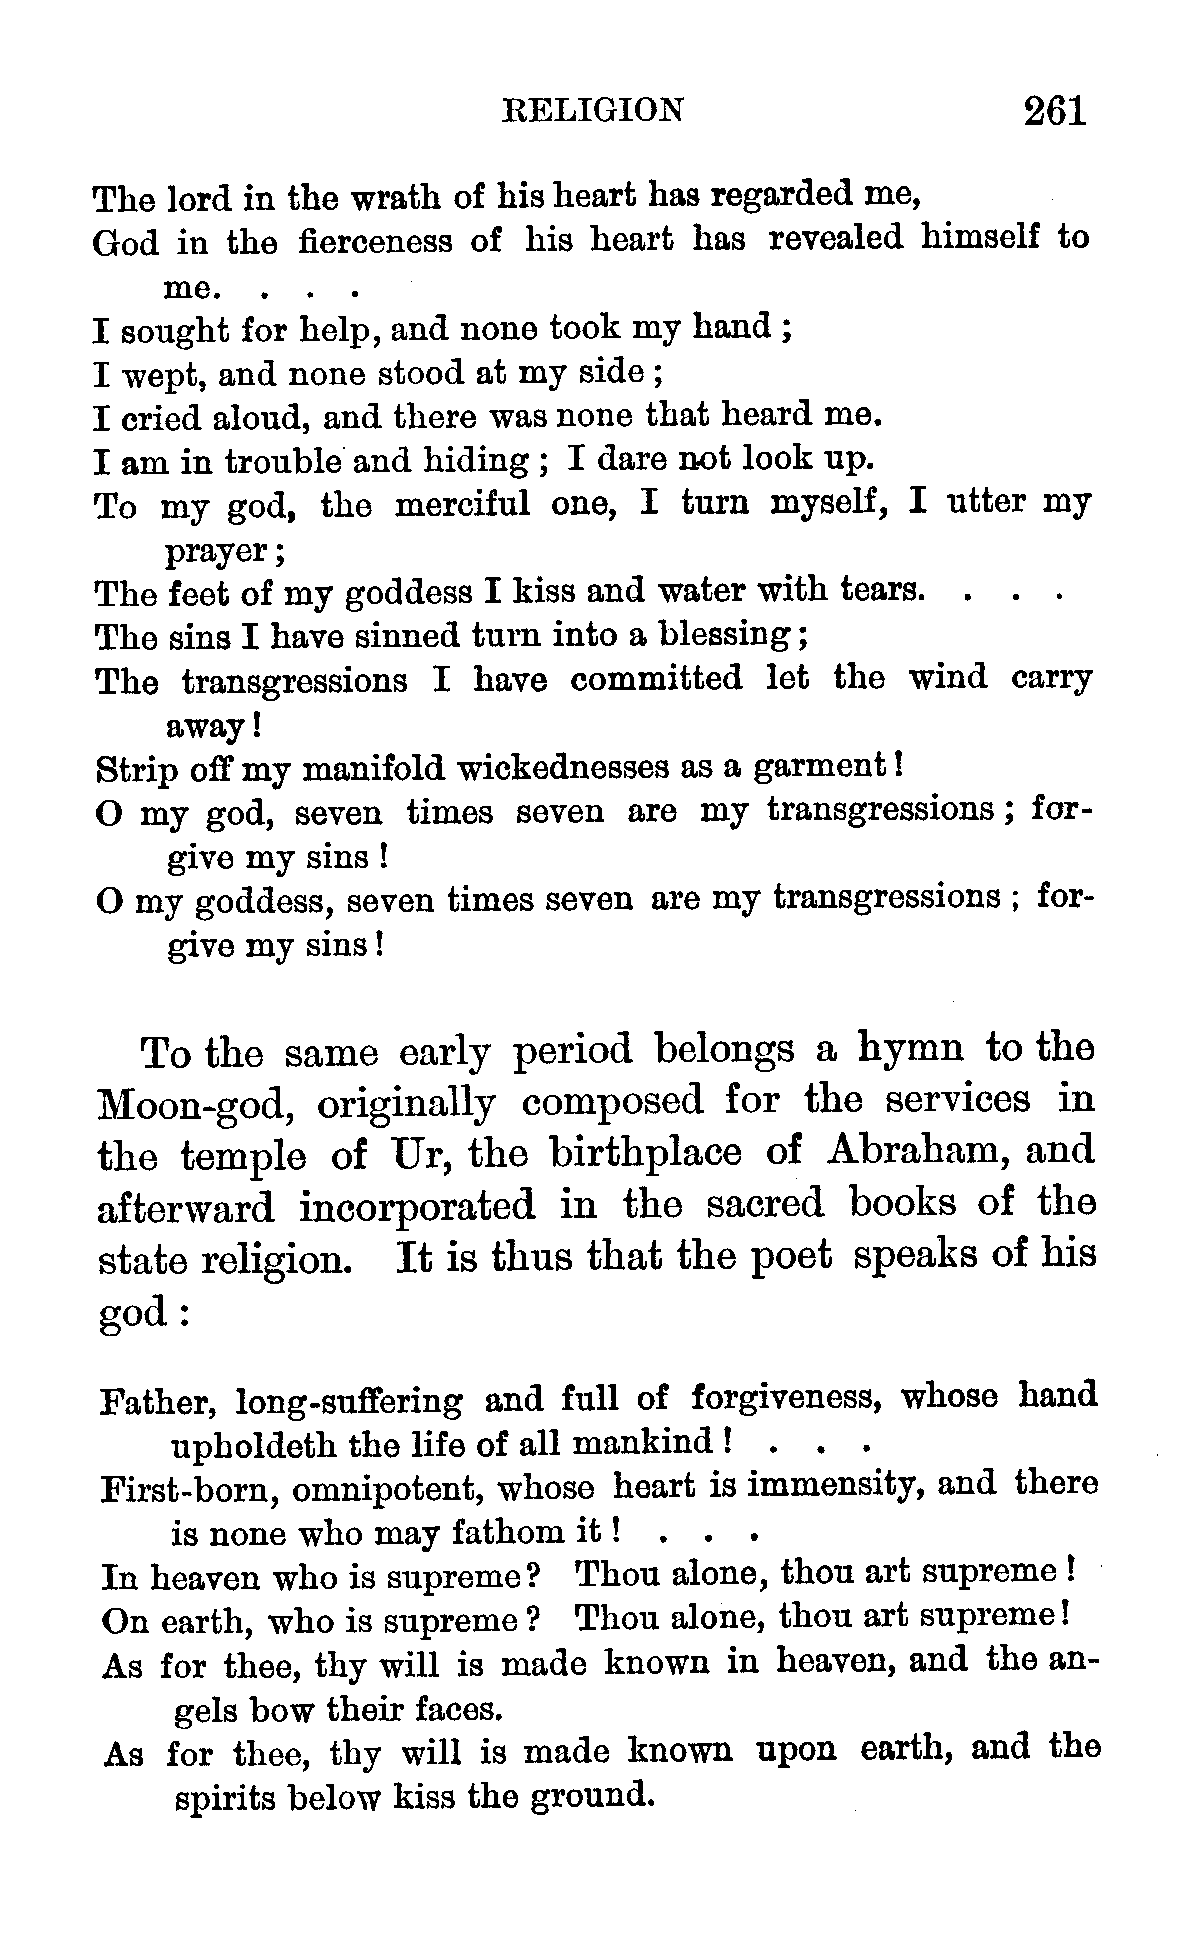 RELIGION 261
The lord in the wrath of his heart has regarded me,
God in the fierceness of his heart has revealed himself to
me. . . .
I sought for help, and none took my hand ;
I wept, and none stood at my side ;
I cried aloud, and there was none that heard me.
I am in trouble and hiding ; I dare not look up.
To my god, the merciful one, I turn myself, I utter my
prayer ;
The feet of my goddess I kiss and water with tears. . . .
The sins I have sinned turn into a blessing ;
The transgressions I have committed let the wind carry
away !
Strip off my manifold wickednesses as a garment !
O my god, seven times seven are my transgressions ; for-
give my sins !
O my goddess, seven times seven are my transgressions ; for-
give my sins !
To the same early period belongs a hymn to the
Moon-god, originally composed for the services in
the temple of Ur, the birthplace of Abraham, and
afterward incorporated in the sacred books of the
state religion. It is thus that the poet speaks of his
god :
Father, long-suffering and full of forgiveness, whose hand
upholdeth the life of all mankind ! . . .
First-born, omnipotent, whose heart is immensity, and there
is none who may fathom it ! . . .
In heaven who is supreme ? Thou alone, thou art supreme !
On earth, who is supreme ? Thou alone, thou art supreme !
As for thee, thy will is made known in heaven, and the an-
gels bow their faces.
As for thee, thy will is made known upon earth, and the
spirits below kiss the ground.